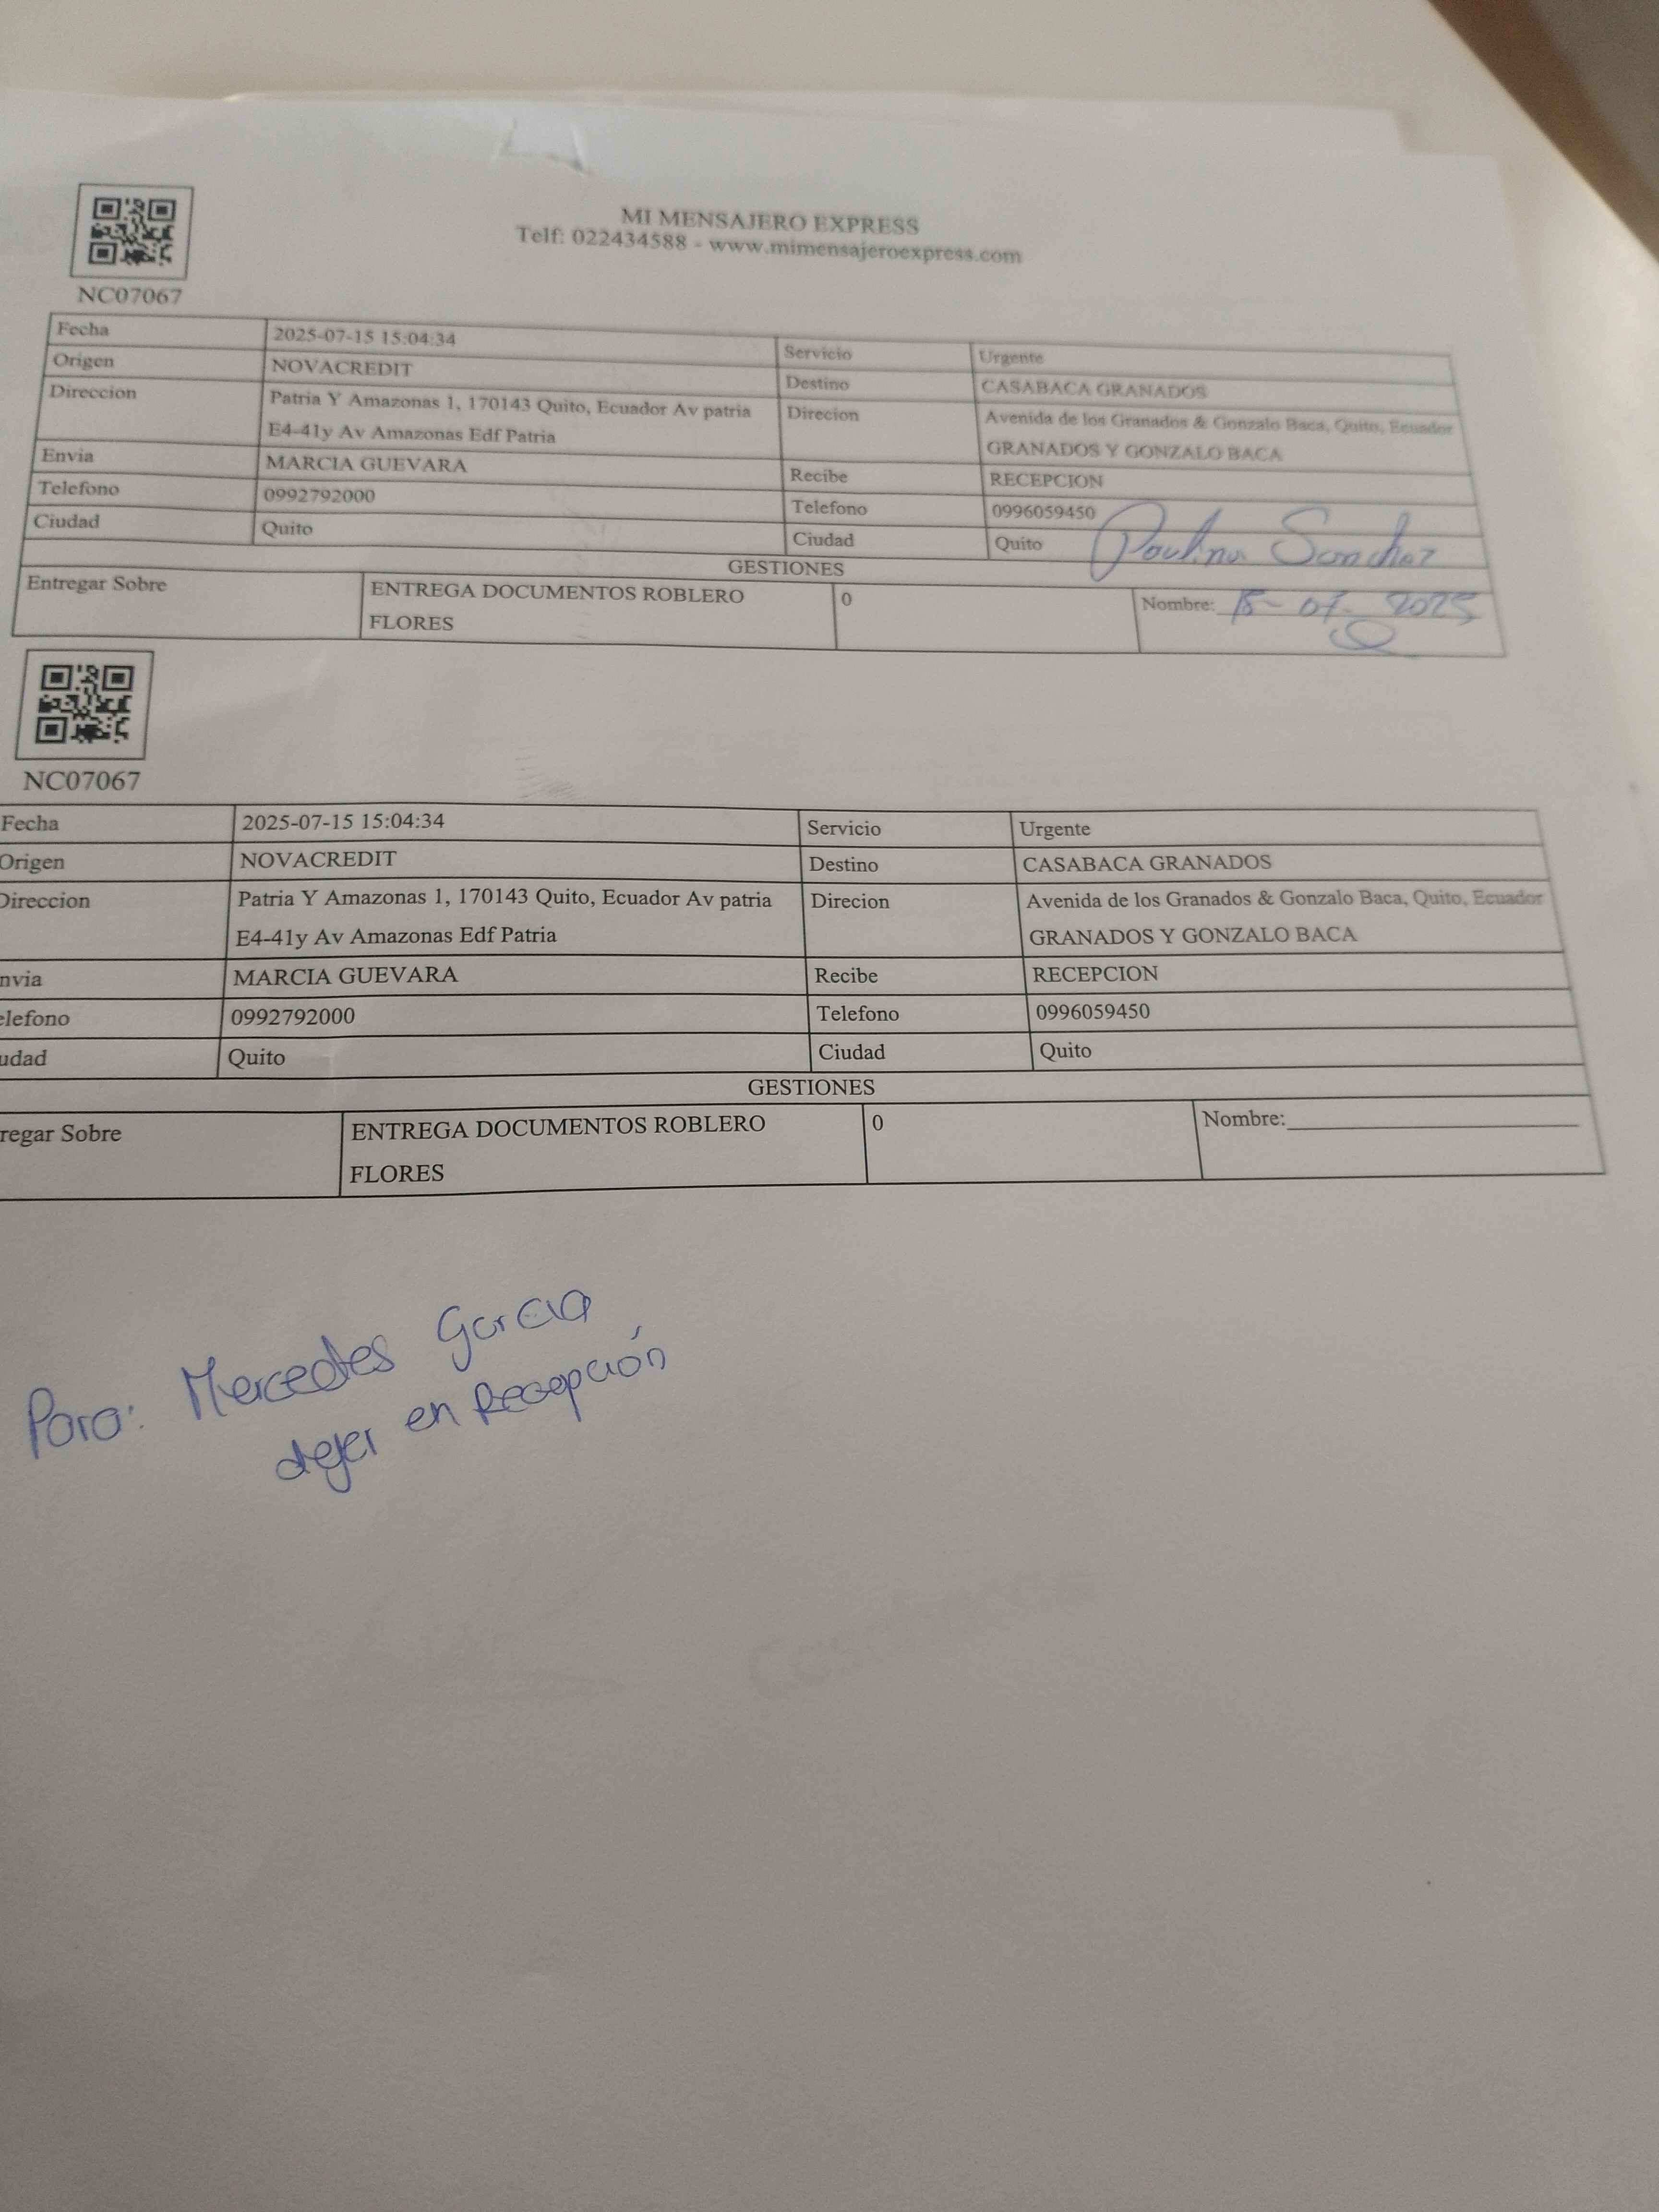 MI MENSAJERO EXPRESS
Telf: 022434588 - www.mimensajeroexpress.com
NC07067
Fecha 2025-07-15 15:04:34 Servicio Urgente
Origen NOVACREDIT Destino CASABACA GRANADOS
Direccion Patria Y Amazonas 1, 170143 Quito, Ecuador Av patria Direcion Avenida de los Granados & Gonzalo Baca, Quito, Ecuador
E4-41y Av Amazonas Edf Patria GRANADOS Y GONZALO BACA
Envia MARCIA GUEVARA Recibe RECEPCION
Telefono 0992792000 Telefono 0996059450
Ciudad Quito Ciudad Quito
Paulina Sanchez
GESTIONES
Entregar Sobre ENTREGA DOCUMENTOS ROBLERO 0 Nombre: 15-07-2025
FLORES
NC07067
Fecha 2025-07-15 15:04:34 Servicio Urgente
Origen NOVACREDIT Destino CASABACA GRANADOS
Direccion Patria Y Amazonas 1, 170143 Quito, Ecuador Av patria Direcion Avenida de los Granados & Gonzalo Baca, Quito, Ecuador
E4-41y Av Amazonas Edf Patria GRANADOS Y GONZALO BACA
nvia MARCIA GUEVARA Recibe RECEPCION
elefono 0992792000 Telefono 0996059450
udad Quito Ciudad Quito
GESTIONES
regar Sobre ENTREGA DOCUMENTOS ROBLERO 0 Nombre:
FLORES
Para: Mercedes Garcia
dejar en Recepción